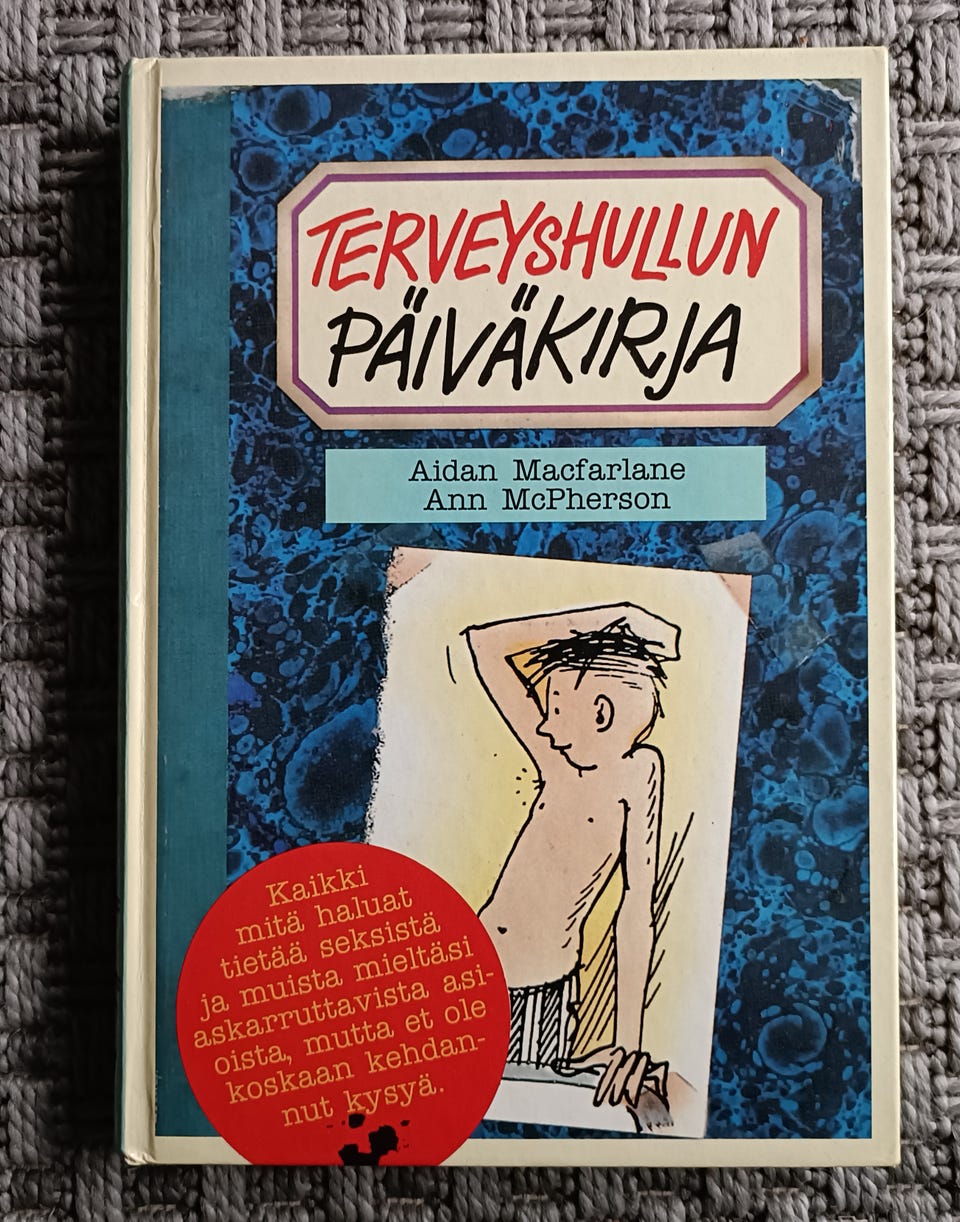 TERVEYSHULLUN
PÄIVÄKIRJA
Aidan Macfarlane
Ann McPherson
Kaikki
mitä haluat
tietää seksistä
ja muista mieltäsi
askarruttavista asi-
oista, mutta et ole
koskaan kehdan-
nut kysyä.